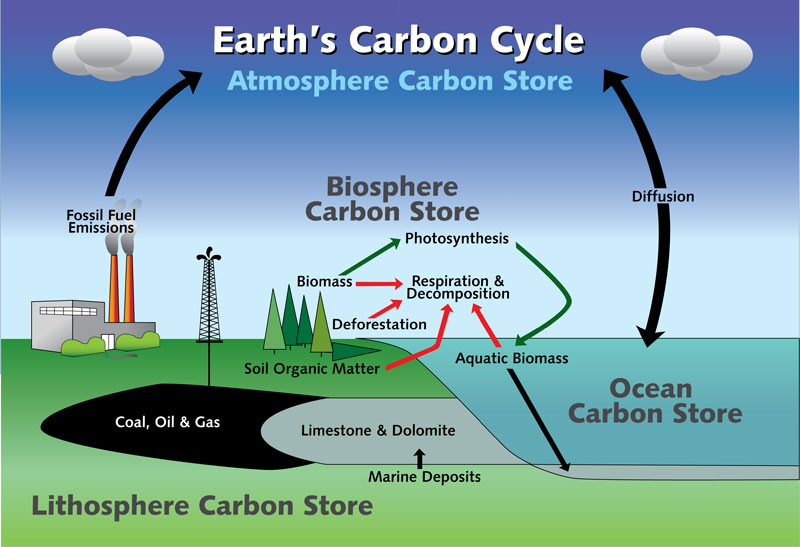 Earth's Carbon Cycle
Atmosphere Carbon Store
Biosphere
Carbon Store
Diffusion
Fossil Fuel
Emissions
Photosynthesis
Biomass
Respiration &
Decomposition
Deforestation
Soil Organic Matter
Aquatic Biomass
Ocean
Carbon Store
Coal, Oil & Gas
Limestone & Dolomite
Marine Deposits
Lithosphere Carbon Store